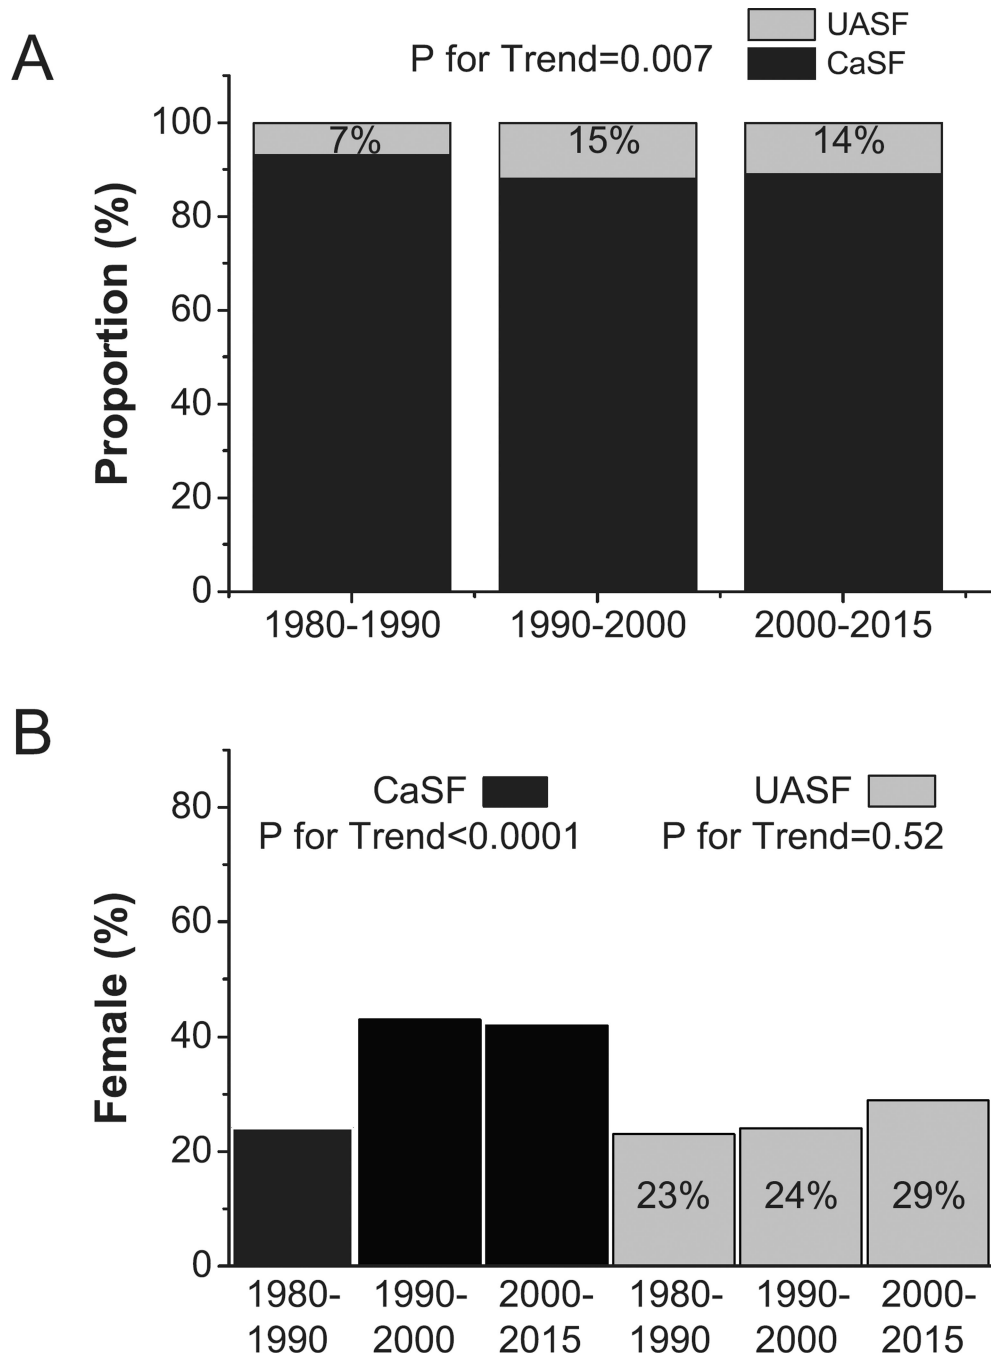 A
P for Trend=0.007
UASF
CaSF
Proportion (%)
100
80
60
40
20
0
7%
15%
14%
1980-1990
1990-2000
2000-2015
B
CaSF
P for Trend<0.0001
UASF
P for Trend=0.52
Female (%)
80
60
40
20
0
23%
24%
29%
1980-
1990
1990-
2000
2000-
2015
1980-
1990
1990-
2000
2000-
2015